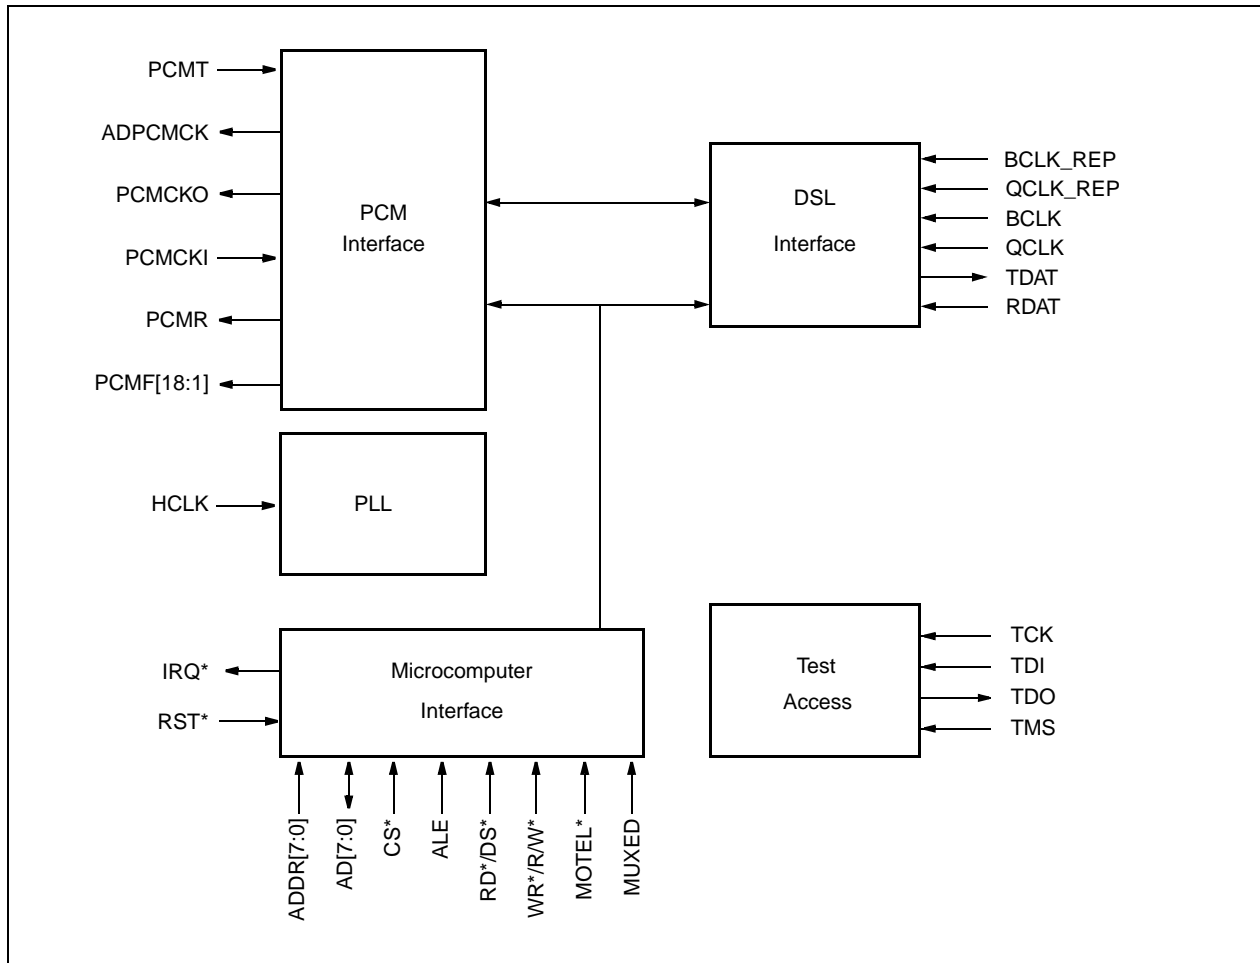 PCMT
ADPCMCK
PCMCKO
PCMCKI
PCMR
PCMF[18:1]
PCM
Interface
DSL
Interface
BCLK_REP
QCLK_REP
BCLK
QCLK
TDAT
RDAT
HCLK
PLL
IRQ*
RST*
Microcomputer
Interface
Test
Access
TCK
TDI
TDO
TMS
ADDR[7:0]
AD[7:0]
CS*
ALE
RD*/DS*
WR*/R/W*
MOTEL*
MUXED